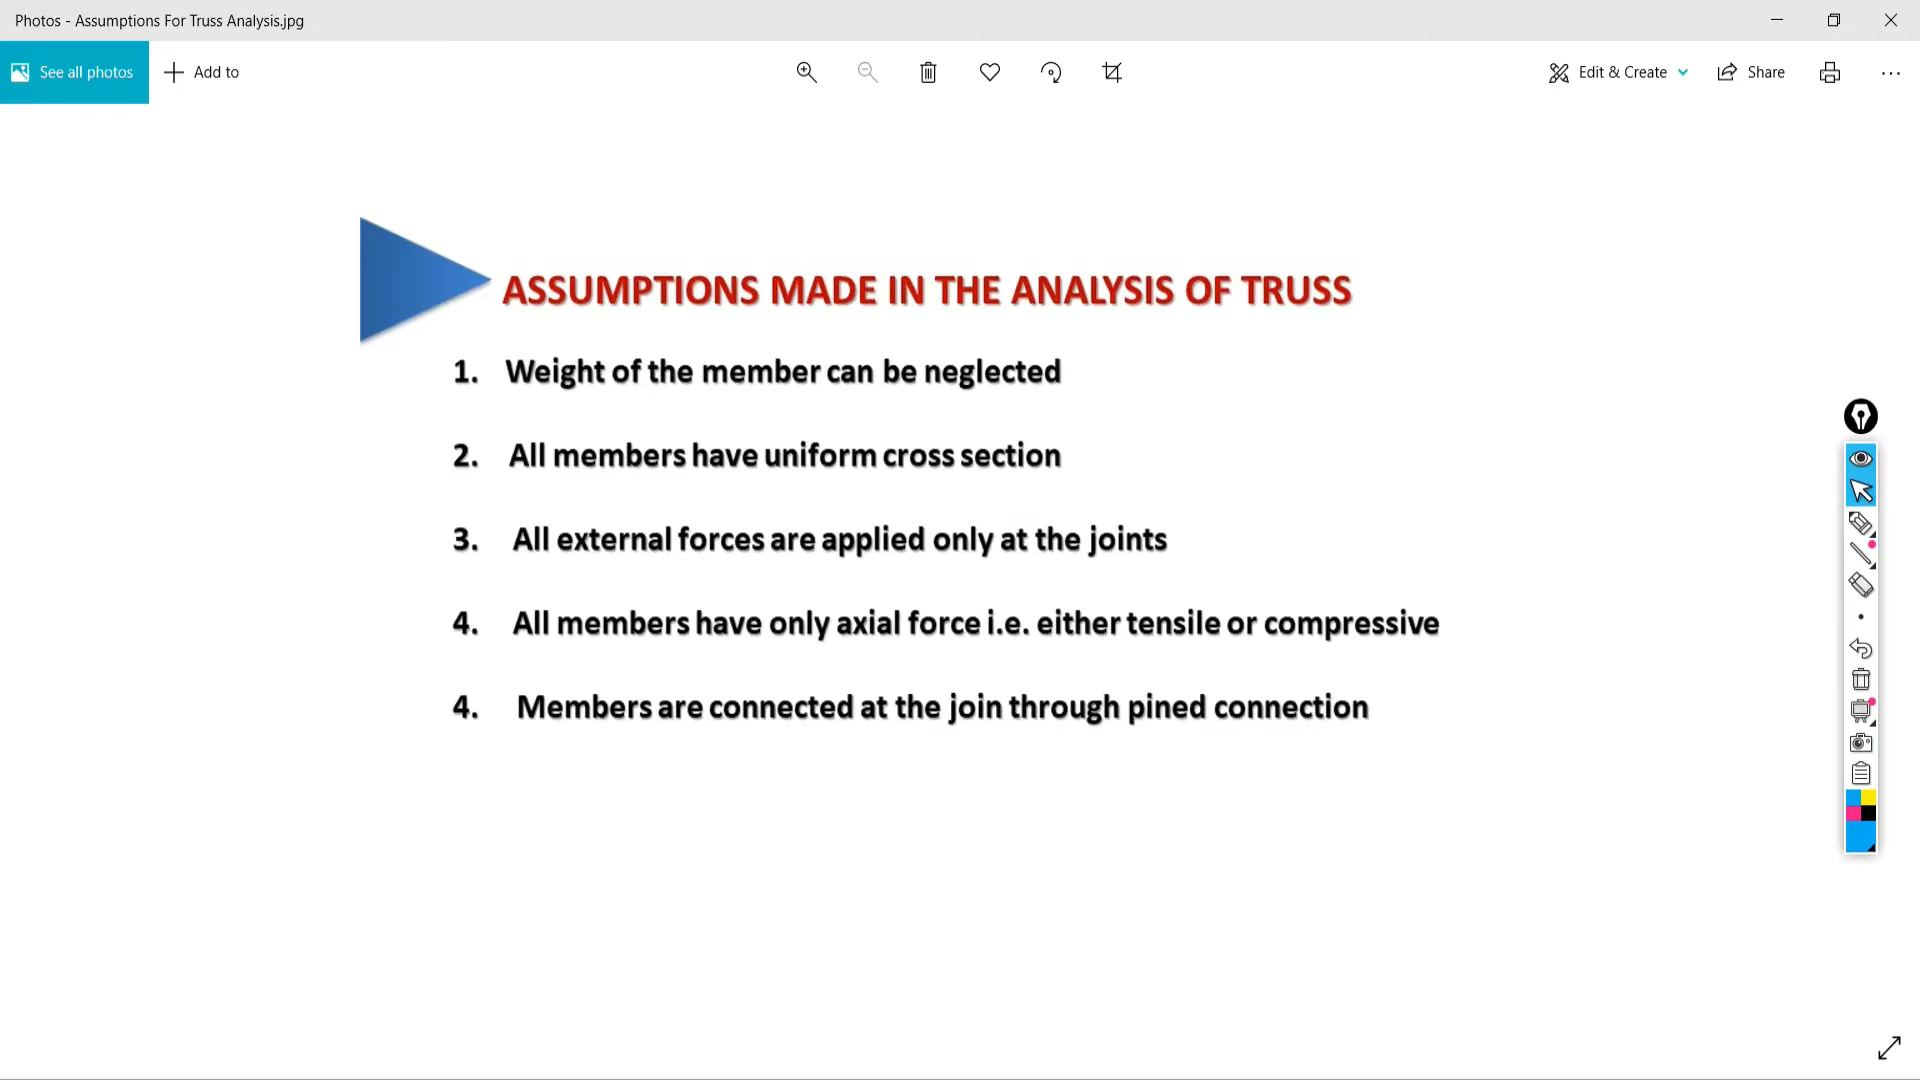 Photos - Assumptions For Truss Analysis.jpg
See all photos
Add to
Edit & Create
Share
ASSUMPTIONS MADE IN THE ANALYSIS OF TRUSS
1. Weight of the member can be neglected
2. All members have uniform cross section
3. All external forces are applied only at the joints
4. All members have only axial force i.e. either tensile or compressive
4. Members are connected at the join through pined connection